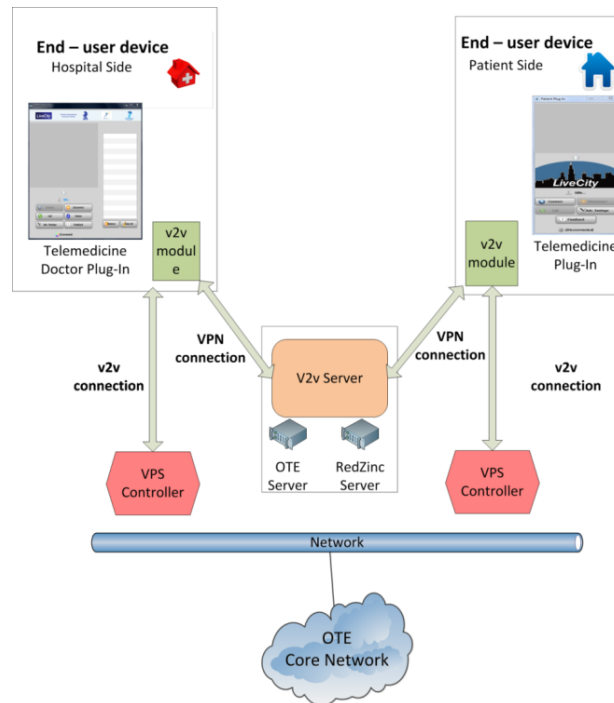 End – user device
Hospital Side
LiveCity
Telemedicine
Doctor Plug-In
v2v
modul
e
End – user device
Patient Side
LiveCity
Feedback
Telemedicine
Plug-In
v2v
module
v2v
connection
VPN
connection
V2v Server
OTE
Server
RedZinc
Server
VPN
connection
v2v
connection
VPS
Controller
VPS
Controller
Network
OTE
Core Network